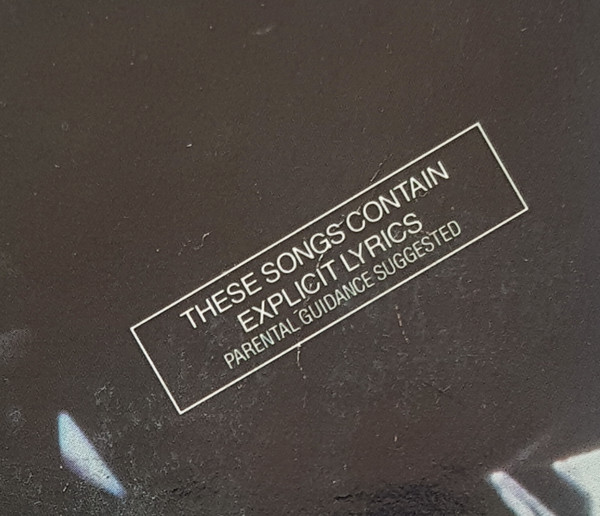 THESE SONGS CONTAIN
EXPLICIT LYRICS
PARENTAL GUIDANCE SUGGESTED